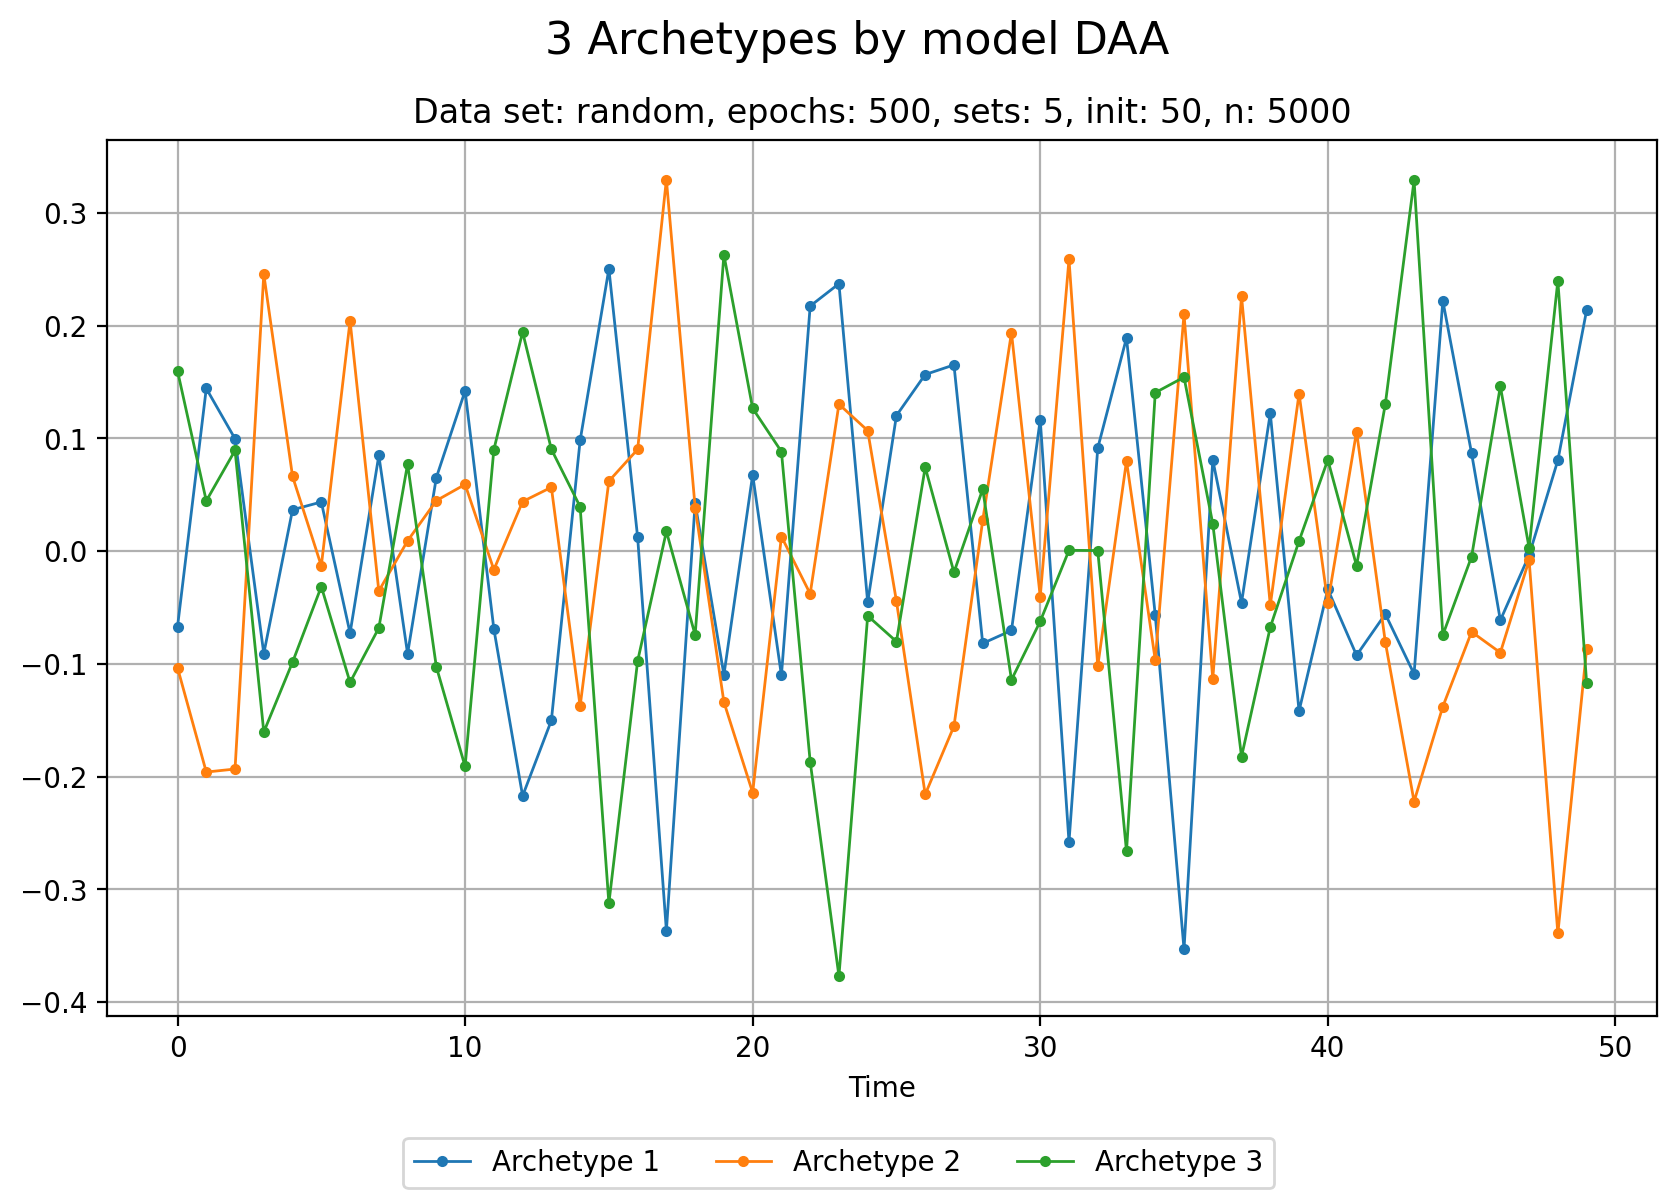 3 Archetypes by model DAA
Data set: random, epochs: 500, sets: 5, init: 50, n: 5000
0.3
0.2
0.1
0.0
−0.1
−0.2
−0.3
−0.4
0 10 20 30 40 50
Time
Archetype 1 Archetype 2 Archetype 3